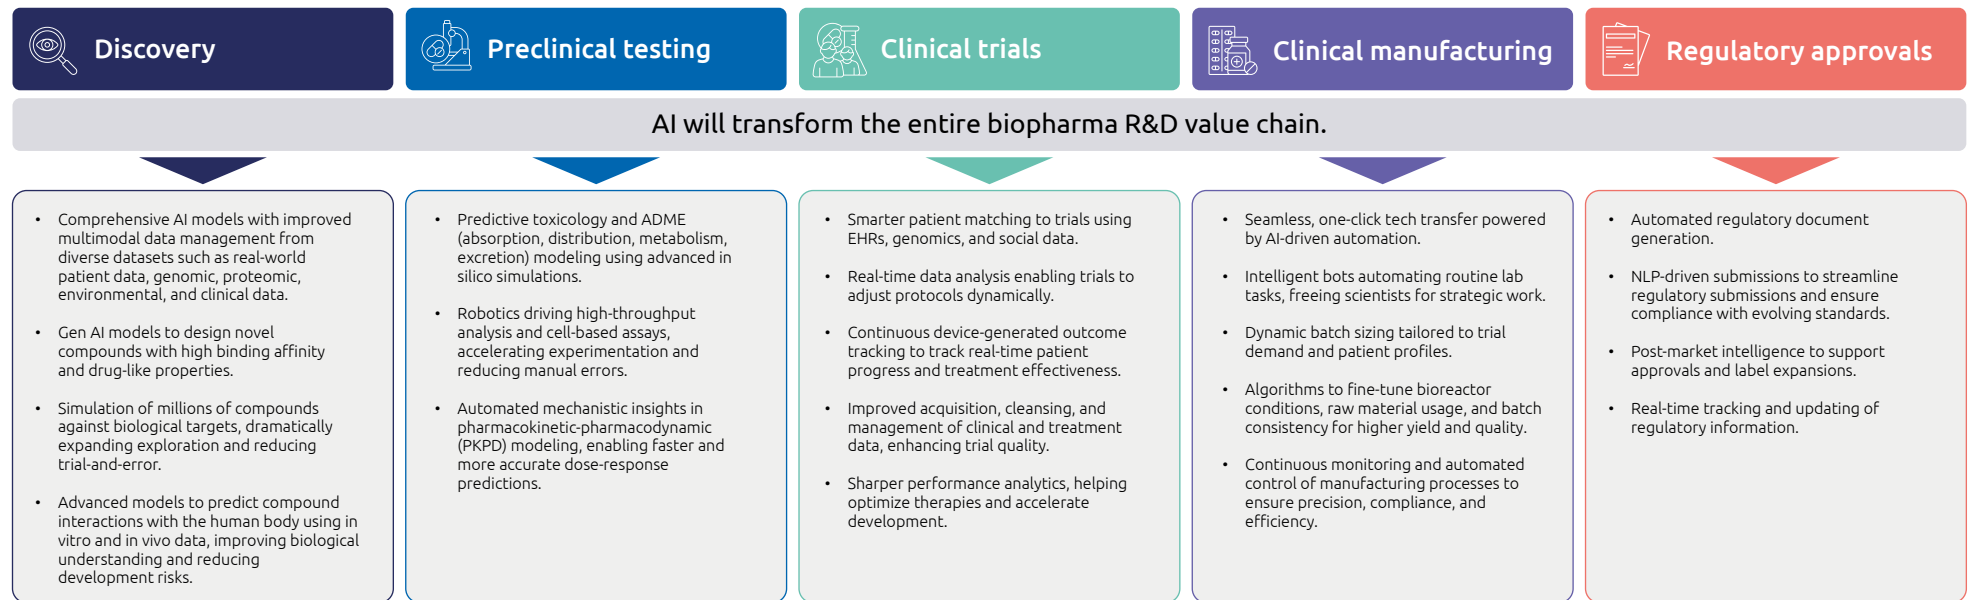 Discovery
Preclinical testing
Clinical trials
Clinical manufacturing
Regulatory approvals
AI will transform the entire biopharma R&D value chain.
• Comprehensive AI models with improved
multimodal data management from
diverse datasets such as real-world
patient data, genomic, proteomic,
environmental, and clinical data.
• Gen AI models to design novel
compounds with high binding affinity
and drug-like properties.
• Simulation of millions of compounds
against biological targets, dramatically
expanding exploration and reducing
trial-and-error.
• Advanced models to predict compound
interactions with the human body using in
vitro and in vivo data, improving biological
understanding and reducing
development risks.
• Predictive toxicology and ADME
(absorption, distribution, metabolism,
excretion) modeling using advanced in
silico simulations.
• Robotics driving high-throughput
analysis and cell-based assays,
accelerating experimentation and
reducing manual errors.
• Automated mechanistic insights in
pharmacokinetic-pharmacodynamic
(PKPD) modeling, enabling faster and
more accurate dose-response
predictions.
• Smarter patient matching to trials using
EHRs, genomics, and social data.
• Real-time data analysis enabling trials to
adjust protocols dynamically.
• Continuous device-generated outcome
tracking to track real-time patient
progress and treatment effectiveness.
• Improved acquisition, cleansing, and
management of clinical and treatment
data, enhancing trial quality.
• Sharper performance analytics, helping
optimize therapies and accelerate
development.
• Seamless, one-click tech transfer powered
by AI-driven automation.
• Intelligent bots automating routine lab
tasks, freeing scientists for strategic work.
• Dynamic batch sizing tailored to trial
demand and patient profiles.
• Algorithms to fine-tune bioreactor
conditions, raw material usage, and batch
consistency for higher yield and quality.
• Continuous monitoring and automated
control of manufacturing processes to
ensure precision, compliance, and
efficiency.
• Automated regulatory document
generation.
• NLP-driven submissions to streamline
regulatory submissions and ensure
compliance with evolving standards.
• Post-market intelligence to support
approvals and label expansions.
• Real-time tracking and updating of
regulatory information.